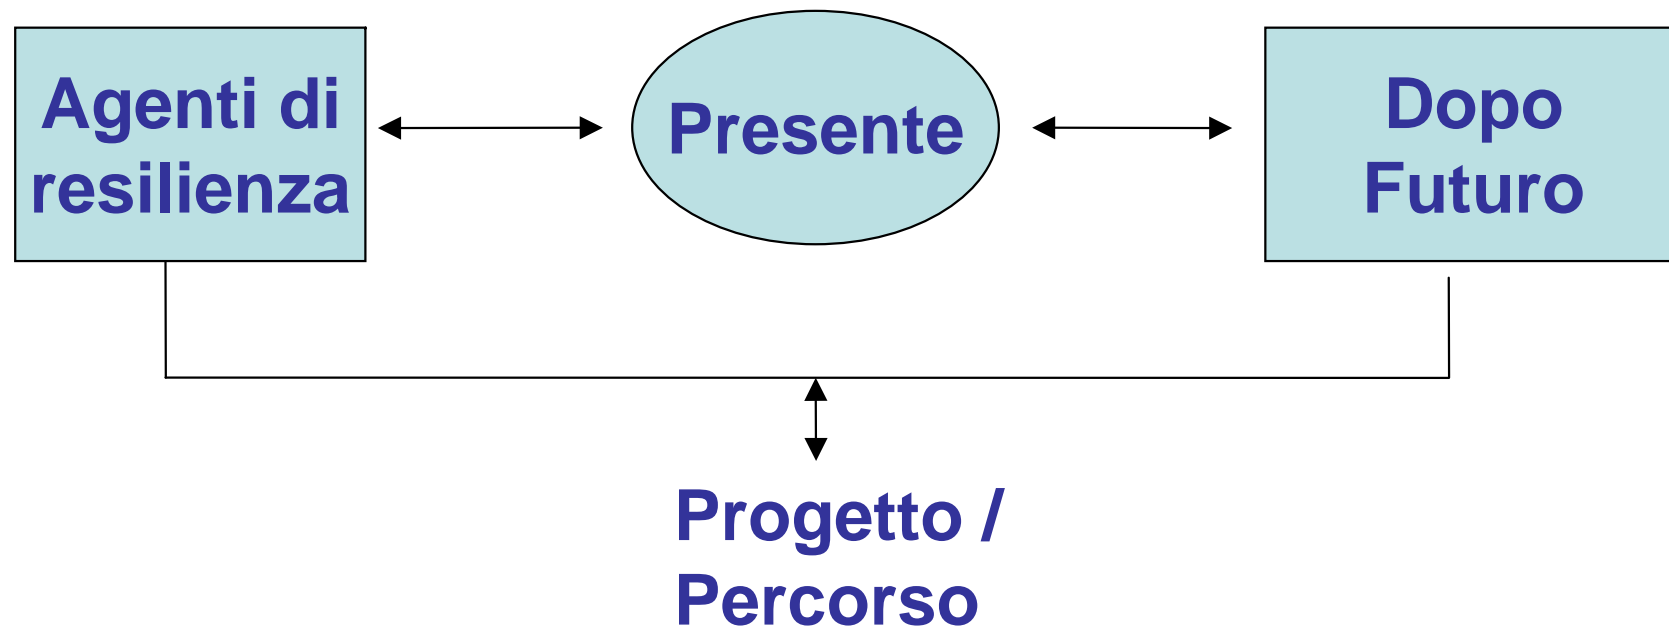 Agenti di
resilienza
Presente
Dopo
Futuro
Progetto /
Percorso